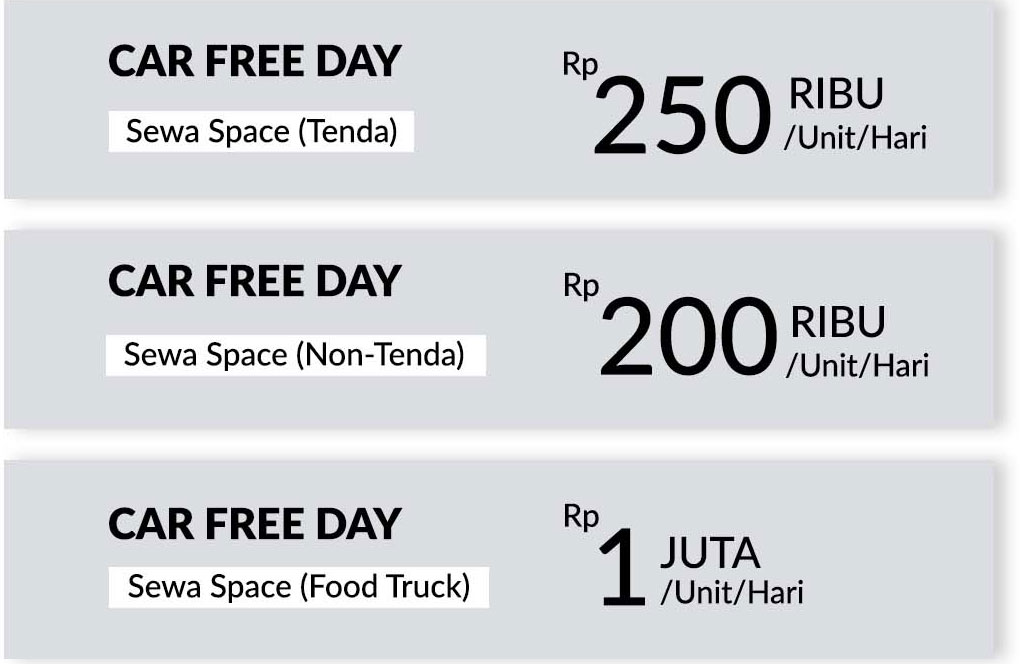 CAR FREE DAY
Sewa Space (Tenda)
Rp 250 RIBU
/Unit/Hari
CAR FREE DAY
Sewa Space (Non-Tenda)
Rp 200 RIBU
/Unit/Hari
CAR FREE DAY
Sewa Space (Food Truck)
Rp 1 JUTA
/Unit/Hari